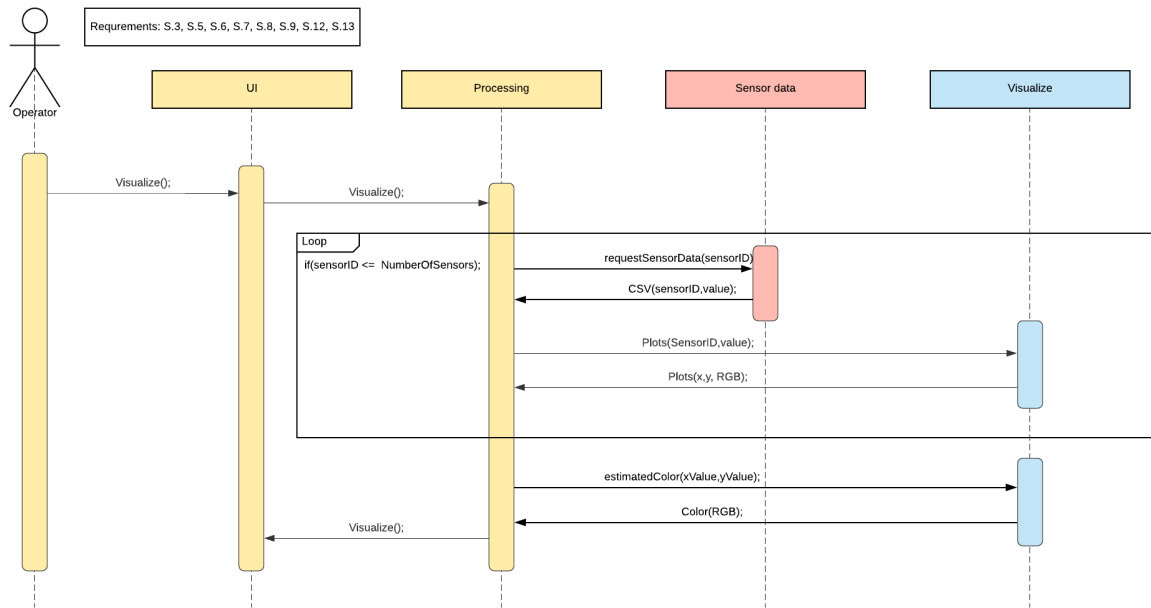 Requrements: S.3, S.5, S.6, S.7, S.8, S.9, S.12, S.13
Operator
UI
Processing
Sensor data
Visualize
Visualize();
Visualize();
Loop
if(sensorID <= NumberOfSensors);
requestSensorData(sensorID)
CSV(sensorID,value);
Plots(SensorID,value);
Plots(x,y, RGB);
estimatedColor(xValue,yValue);
Color(RGB);
Visualize();